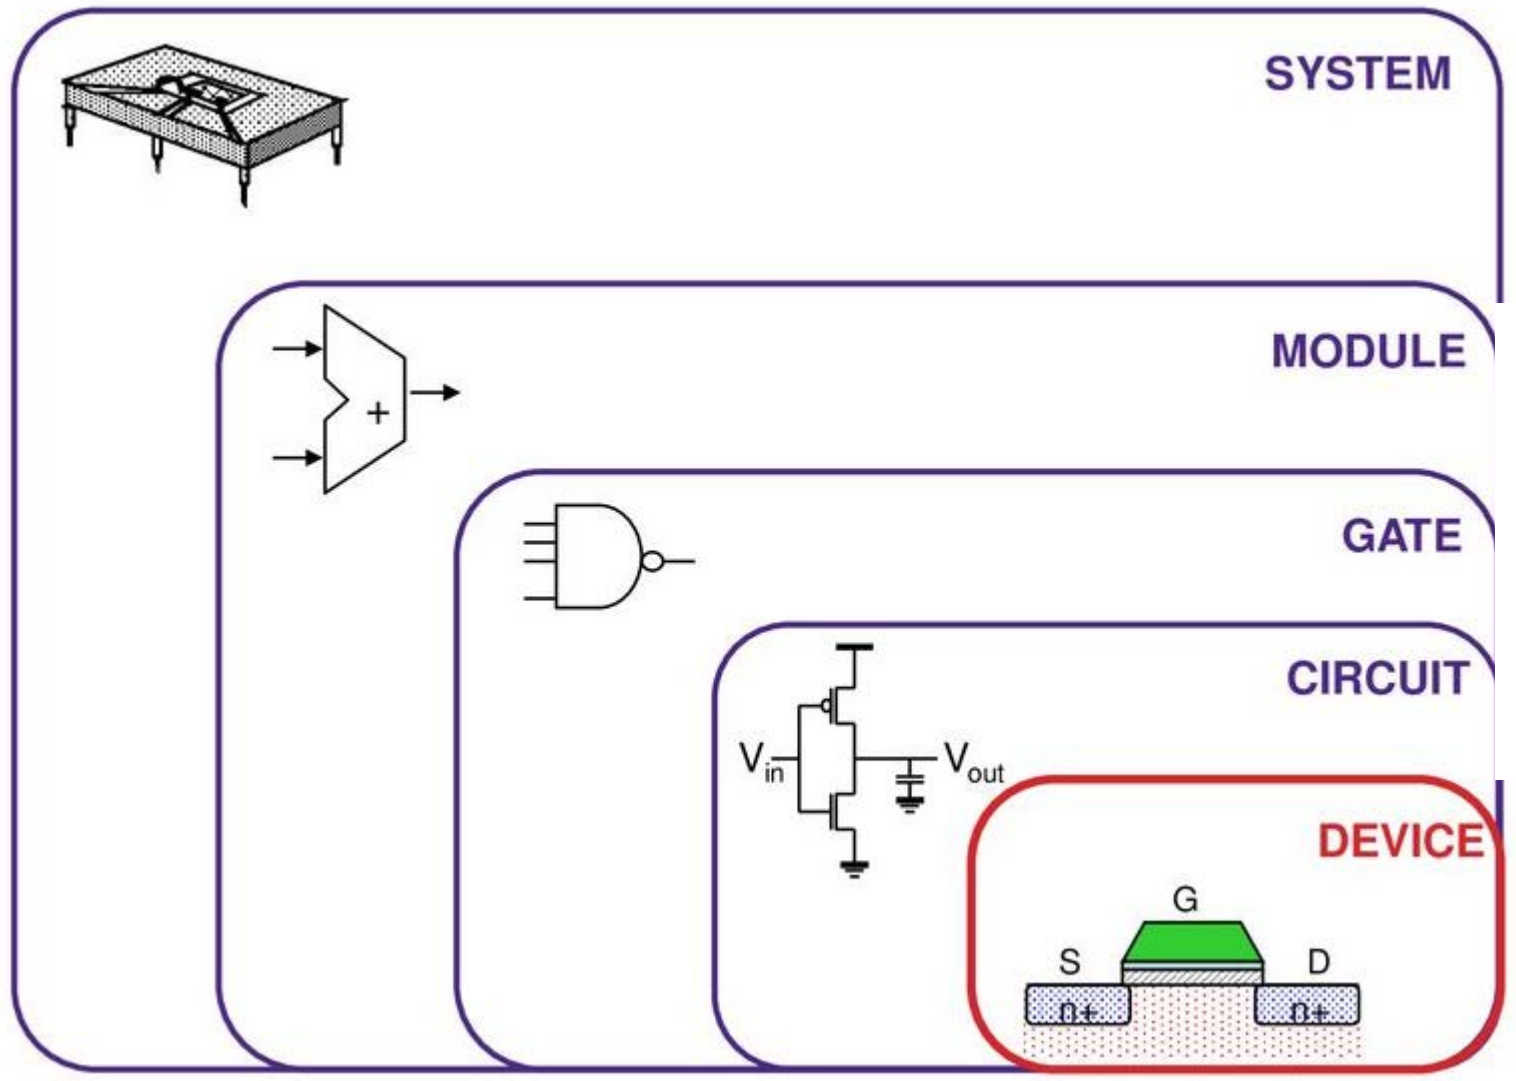 SYSTEM
MODULE
+
GATE
CIRCUIT
Vin
Vout
DEVICE
G
S
D
n+
n+